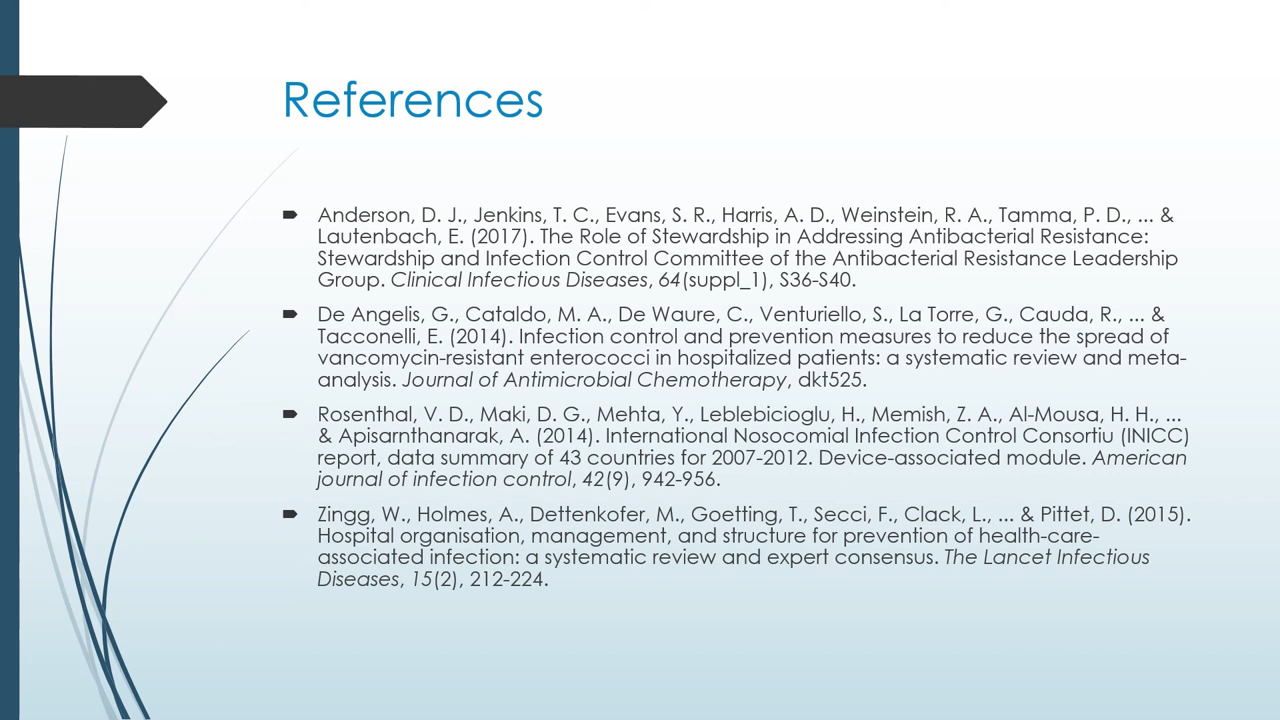 References
Anderson, D. J., Jenkins, T. C., Evans, S. R., Harris, A. D., Weinstein, R. A., Tamma, P. D., ... &
Lautenbach, E. (2017). The Role of Stewardship in Addressing Antibacterial Resistance:
Stewardship and Infection Control Committee of the Antibacterial Resistance Leadership
Group. Clinical Infectious Diseases, 64(suppl_1), S36-S40.
De Angelis, G., Cataldo, M. A., De Waure, C., Venturiello, S., La Torre, G., Cauda, R., ... &
Tacconelli, E. (2014). Infection control and prevention measures to reduce the spread of
vancomycin-resistant enterococci in hospitalized patients: a systematic review and meta-
analysis. Journal of Antimicrobial Chemotherapy, dkt525.
Rosenthal, V. D., Maki, D. G., Mehta, Y., Leblebicioglu, H., Memish, Z. A., Al-Mousa, H. H., ...
& Apisarnthanarak, A. (2014). International Nosocomial Infection Control Consortiu (INICC)
report, data summary of 43 countries for 2007-2012. Device-associated module. American
journal of infection control, 42(9), 942-956.
Zingg, W., Holmes, A., Dettenkofer, M., Goetting, T., Secci, F., Clack, L., ... & Pittet, D. (2015).
Hospital organisation, management, and structure for prevention of health-care-
associated infection: a systematic review and expert consensus. The Lancet Infectious
Diseases, 15(2), 212-224.